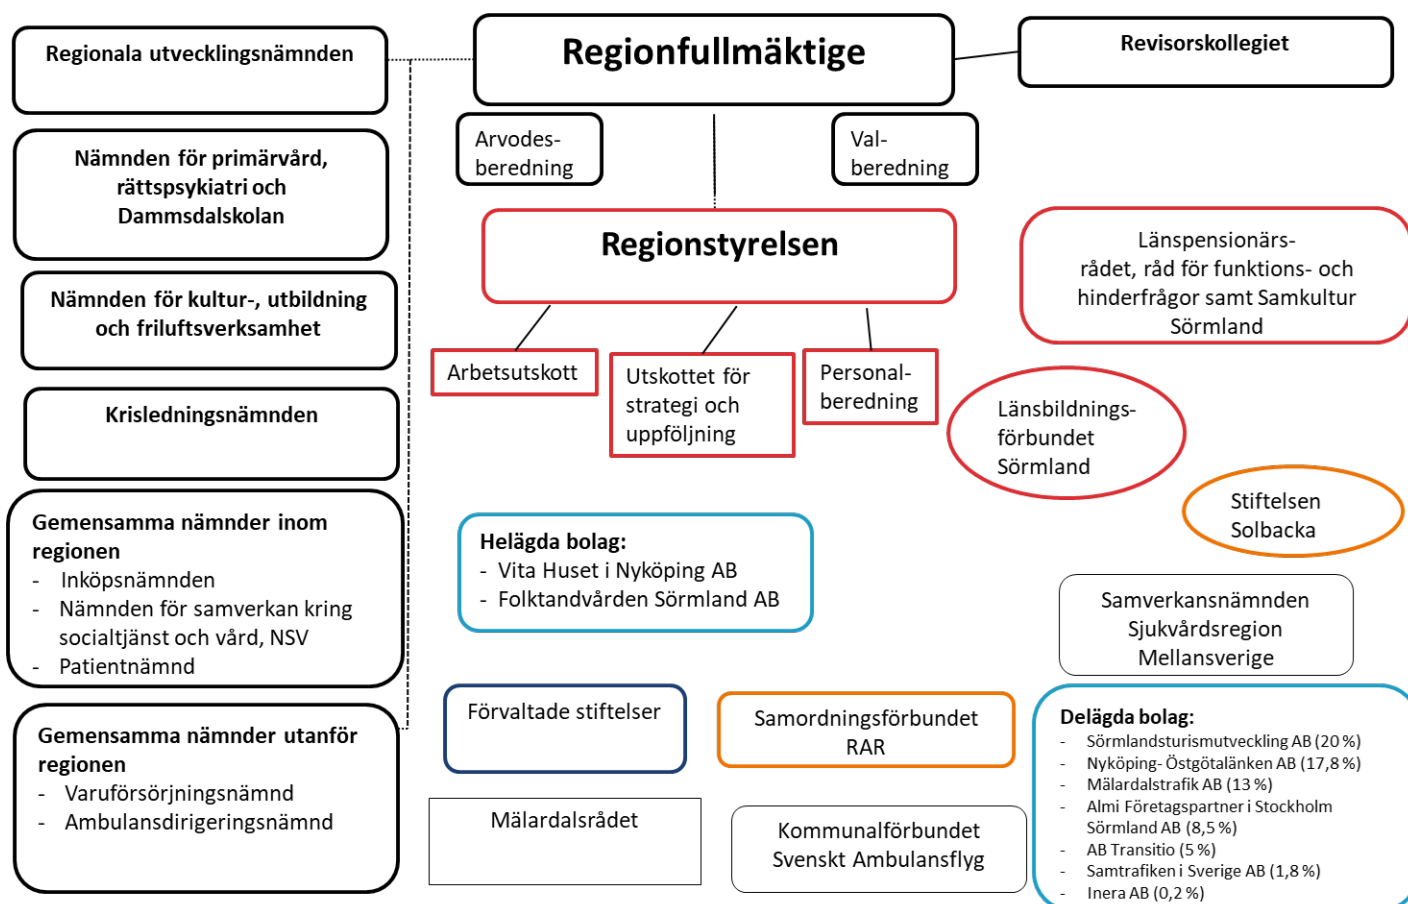 Regionala utvecklingsnämnden
Regionfullmäktige
Revisorskollegiet
Arvodes-
beredning
Val-
beredning
Nämnden för primärvård,
rättspsykiatri och
Dammsdalskolan
Regionstyrelsen
Länspensionärs-
rådet, råd för funktions- och
hinderfrågor samt Samkultur
Sörmland
Nämnden för kultur-, utbildning
och friluftsverksamhet
Arbetsutskott
Utskottet för
strategi och
uppföljning
Personal-
beredning
Länsbildnings-
förbundet
Sörmland
Krisledningsnämnden
Stiftelsen
Solbacka
Gemensamma nämnder inom
regionen
- Inköpsnämnden
- Nämnden för samverkan kring
socialtjänst och vård, NSV
- Patientnämnd
Helägda bolag:
- Vita Huset i Nyköping AB
- Folktandvården Sörmland AB
Samverkansnämnden
Sjukvårdsregion
Mellansverige
Gemensamma nämnder utanför
regionen
- Varuförsörjningsnämnd
- Ambulansdirigeringsnämnd
Förvaltade stiftelser
Samordningsförbundet
RAR
Delägda bolag:
- Sörmlandsturismutveckling AB (20 %)
- Nyköping- Östgötalänken AB (17,8 %)
- Mälardalstrafik AB (13 %)
- Almi Företagspartner i Stockholm
Sörmland AB (8,5 %)
- AB Transitio (5 %)
- Samtrafiken i Sverige AB (1,8 %)
- Inera AB (0,2 %)
Mälardalsrådet
Kommunalförbundet
Svenskt Ambulansflyg